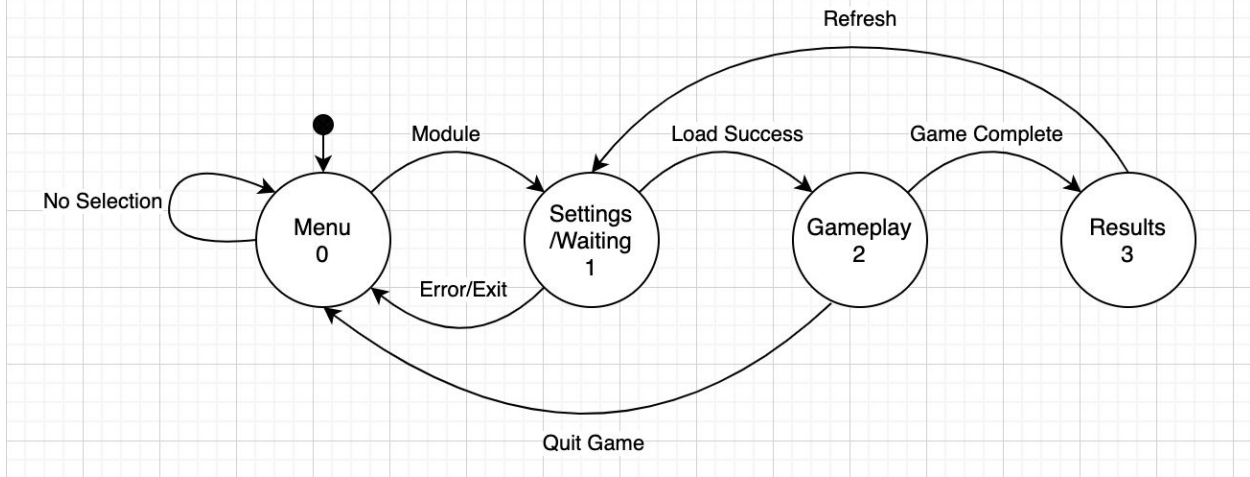 Refresh
Module
Load Success
Game Complete
No Selection
Menu
0
Settings
/Waiting
1
Gameplay
2
Results
3
Error/Exit
Quit Game